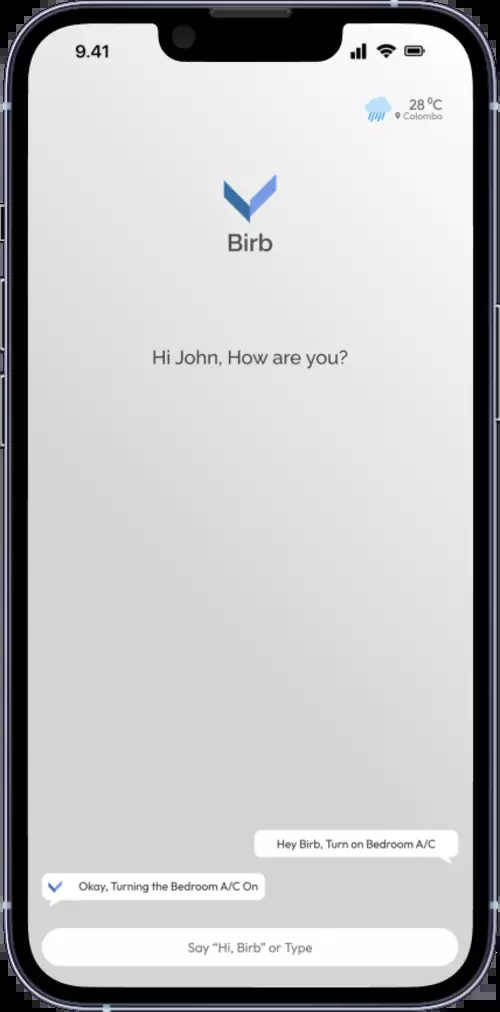 9.41
28 ⁰C
Colombo
Birb
Hi John, How are you?
Hey Birb, Turn on Bedroom A/C
Okay, Turning the Bedroom A/C On
Say “Hi, Birb” or Type